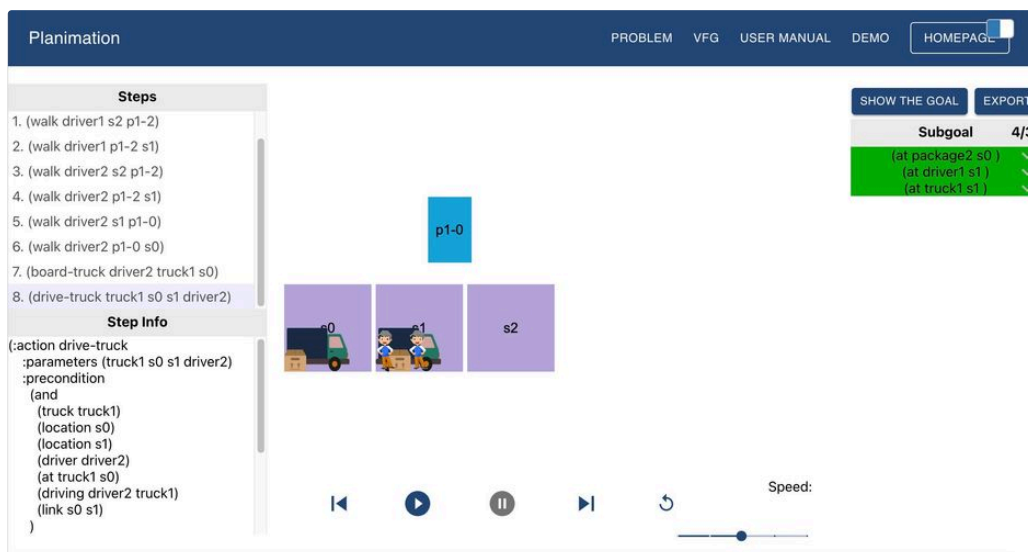 Planimation
PROBLEM VFG USER MANUAL DEMO HOMEPAGE
Steps
1. (walk driver1 s2 p1-2)
2. (walk driver1 p1-2 s1)
3. (walk driver2 s2 p1-2)
4. (walk driver2 p1-2 s1)
5. (walk driver2 s1 p1-0)
6. (walk driver2 p1-0 s0)
7. (board-truck driver2 truck1 s0)
8. (drive-truck truck1 s0 s1 driver2)
Step Info
(:action drive-truck
:parameters (truck1 s0 s1 driver2)
:precondition
(and
(truck truck1)
(location s0)
(location s1)
(driver driver2)
(at truck1 s0)
(driving driver2 truck1)
(link s0 s1)
)
p1-0
s0 s1 s2
Speed:
SHOW THE GOAL EXPORT
Subgoal 4/3
(at package2 s0 )
(at driver1 s1 )
(at truck1 s1 )